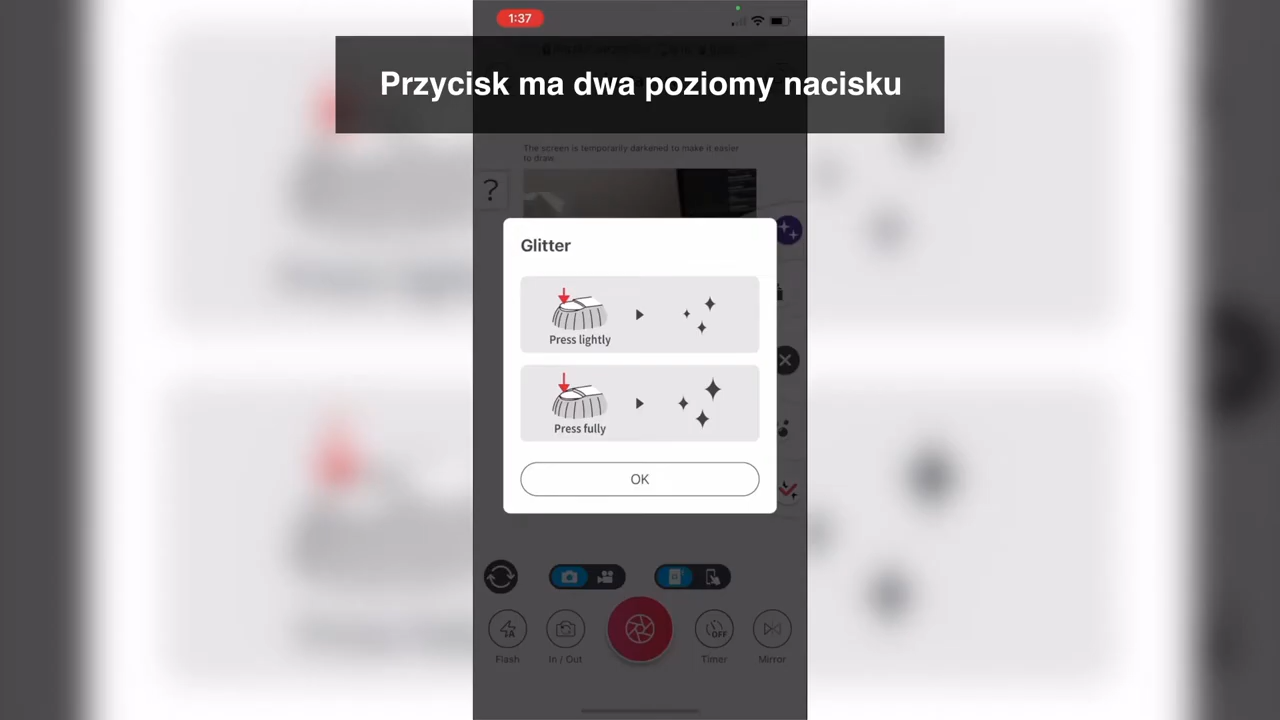 1:37
Przycisk ma dwa poziomy nacisku
The screen is temporarily darkened to make it easier
to draw
?
Glitter
Press lightly
Press fully
OK
A
OFF
Flash
In / Out
Timer
Mirror